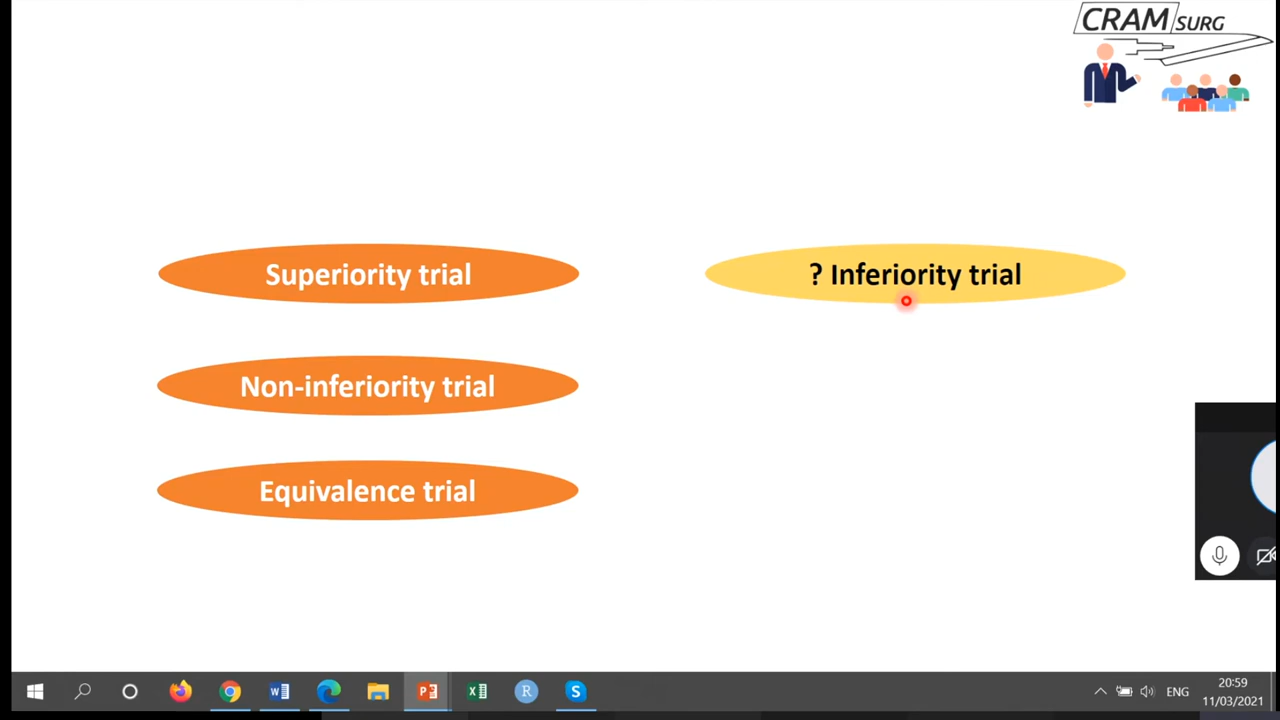 CRAM SURG
Superiority trial
? Inferiority trial
Non-inferiority trial
Equivalence trial
ENG
20:59
11/03/2021